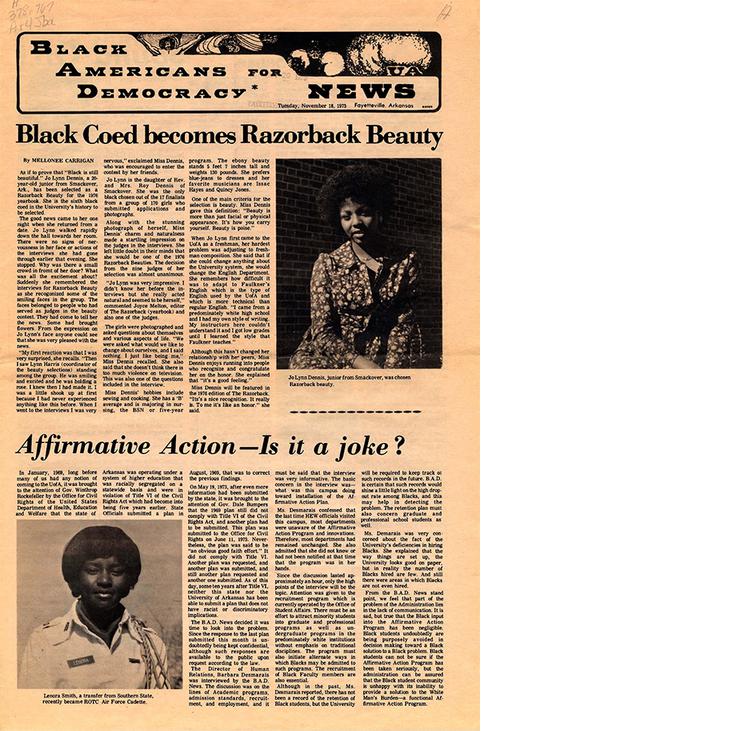 BLACK
AMERICANS FOR
DEMOCRACY* NEWS
UA
Tuesday, November 18, 1975 Fayetteville, Arkansas
Black Coed becomes Razorback Beauty
By MELLONEE CARRIGAN
As if to prove that "Black is still
beautiful," Jo Lynn Dennis, a 20-
year-old junior from Smackover,
Ark., has been selected as a
Razorback Beauty for the 1976
yearbook. She is the sixth black
coed in the University's history to
be selected.
The good news came to her one
night when she returned from a
date. Jo Lynn walked rapidly
down the hall towards her room.
There were no signs of ner-
vousness in her face or actions of
the interviews she had gone
through earlier that evening. She
stopped. Why was there a small
crowd in front of her door? What
was all the excitement about?
Suddenly she remembered the
interviews for Razorback Beauty
as she recognized some of the
smiling faces in the group. The
faces belonged to people who had
served as judges in the beauty
contest. They had come to tell her
the news. Some had brought
flowers. From the expression on
Jo Lynn's face anyone could see
that she was very pleased with the
news.
"My first reaction was that I was
very surprised, she recalls. "Then
I saw Lynn Harris (coordinator of
the beauty selections) standing
among the group. He was smiling
and excited and he was holding a
rose. I knew then I had made it. I
was a little shook up at first
because I had never experienced
anything like this before. When I
went to the interviews I was very
nervous," exclaimed Miss Dennis,
who was encouraged to enter the
contest by her friends.
Jo Lynn is the daughter of Rev.
and Mrs. Roy Dennis of
Smackover. She was the only
black chosen out of the 17 finalists
from a group of 170 girls who
submitted applications and
photographs.
Along with the stunning
photograph of herself, Miss
Dennis' charm and naturalness
made a startling impression on
the judges in the interviews. She
left little doubt in their minds that
she would be one of the 1976
Razorback Beauties. The decision
from the nine judges of her
selection was almost unanimous.
"Jo Lynn was very impressive. I
didn't know her before the in-
terviews but she really acted
natural and seemed to be herself,"
commented Joyce Melton, editor
of The Razorback (yearbook) and
also one of the judges.
The girls were photographed and
asked questions about themselves
and various aspects of life. "We
were asked what would we like to
change about ourselves, and I said
nothing. I just like being me,"
Miss Dennis recalled. She also
said that she doesn't think there is
too much violence on television.
This was also one of the questions
included in the interview.
Miss Dennis' hobbies include
sewing and cooking. She has a 'B'
average and is majoring in nur-
sing, the BSN or five-year
program. The ebony beauty
stands 5 feet 7 inches tall and
weights 130 pounds. She prefers
blue-jeans to dresses and her
favorite musicians are Issac
Hayes and Quincy Jones.
One of the main criteria for the
selection is beauty. Miss Dennis
gave this definition: "Beauty is
more than just facial or physical
appearance. It's how you carry
yourself. Beauty is poise."
When Jo Lynn first came to the
UofA as a freshman, her hardest
problem was adjusting to fresh-
man composition. She said that if
she could change anything about
the University system, she would
change the English Department.
She remembers how difficult it
was to adapt to Faulkner's
English which is the type of
English used by the UofA and
which is more technical than
regular English. "I came from a
predominately white high school
and I had my own style of writing.
My instructors here couldn't
understand it and I got low grades
until I learned the style that
Faulkner teaches."
Although this hasn't changed her
relationship with her peers, Miss
Dennis enjoys running into people
who recognize and congratulate
her on the honor. She explained
that "it's a good feeling."
Miss Dennis will be featured in
the 1976 edition of The Razorback.
"It's a nice recognition. It really
is. To me it's like an honor." she
said.
Jo Lynn Dennis, junior from Smackover, was chosen
Razorback beauty.
Affirmative Action—Is it a joke?
In January, 1969, long before
many of us had any notion of
coming to the UofA, it was brought
to the attention of Gov. Winthrop
Rockefeller by the Office for Civil
Rights of the United States
Department of Health, Education
and Welfare that the state of
Arkansas was operating under a
system of higher education that
was racially segregated on a
statewide basis and were in
violation of Title VI of the Civil
Rights Act which had become into
being five years earlier. State
Officials submitted a plan in
LENORA
Lenora Smith, a transfer from Southern State,
recently became ROTC Air Force Cadette.
August, 1969, that was to correct
the previous findings.
On May 19, 1973, after even more
information had been submitted
by the state, it was brought to the
attention of Gov. Dale Bumpers
that the 1969 plan still did not
comply with Title VI of the Civil
Rights Act, and another plan had
to be submitted. This plan was
submitted to the Office for Civil
Rights on June 11, 1973. Never-
theless, the plan was said to be
"an obvious good faith effort." It
did not comply with Title VI.
Another plan was requested, and
another plan was submitted, and
still another plan requested and
another one submitted. As of this
day, some ten years after Title VI,
neither this state nor the
University of Arkansas has been
able to submit a plan that does not
have racist or discriminatory
implications.
The B.A.D. News decided it was
time to look into the problem.
Since the response to the last plan
submitted this month is un-
doubtedly being kept confidential,
although such responses are
available to the public upon
request according to the law.
The Director of Human
Relations, Barbara Desmarais
was interviewed by the B.A.D.
News. The discussion was on the
lines of Academic programs,
admission standards, recruit-
ment, and employment, and it
must be said that the interview
was very informative. The basic
concern in the interview was—
what was this campus doing
toward installation of the Af-
firmative Action Plan.
Ms. Desmarais confessed that
the last time HEW officials visited
this campus, most departments
were unaware of the Affirmative
Action Program and innovations.
Therefore, most departments had
remained unchanged. She also
admitted that she did not know or
had not been notified at that time
that the program was in her
hands.
Since the discussion lasted ap-
proximately an hour, only the high
points of the interview will be the
topic. Attention was given to the
recruitment program which is
currently operated by the Office of
Student Affairs. There must be an
effort to attract minority students
into graduate and professional
programs as well as un-
dergraduate programs in the
predominately white institutions
without emphasis on traditional
disciplines. The program must
also initiate alternate ways in
which Blacks may be admitted to
such programs. The recruitment
of Black Faculty members are
also essential.
Although in the past, Ms.
Desmarais reported, there has not
been a record of the retention of
Black students, but the University
will be required to keep track of
such records in the future. B.A.D.
is certain that such records would
shine a little light on the high drop-
out rate among Blacks, and this
may help in detecting the
problem. The retention plan must
also concern graduate and
professional school students as
well.
Ms. Demarais was very con-
cerned about the fact of the
University's deficiencies in hiring
Blacks. She explained that the
way things are set up, the
University looks good on paper,
but in reality the number of
Blacks hired are few. And still
there were areas in which Blacks
are not even hired.
From the B.A.D. News stand
point, we feel that part of the
problem of the Administration lies
in the lack of communication. It is
sad, but true that the Black input
into the Affirmative Action
Program has been negligible.
Black students undoubtedly are
being purposely avoided in
decision making toward a Black
solution to a Black problem. Black
students can not be sure if the
Affirmative Action Program has
been taken seriously, but the
administration can be assured
that the Black student community
is unhappy with its inability to
provide a solution to the White
Man's Burden—a functional Af-
firmative Action Program.